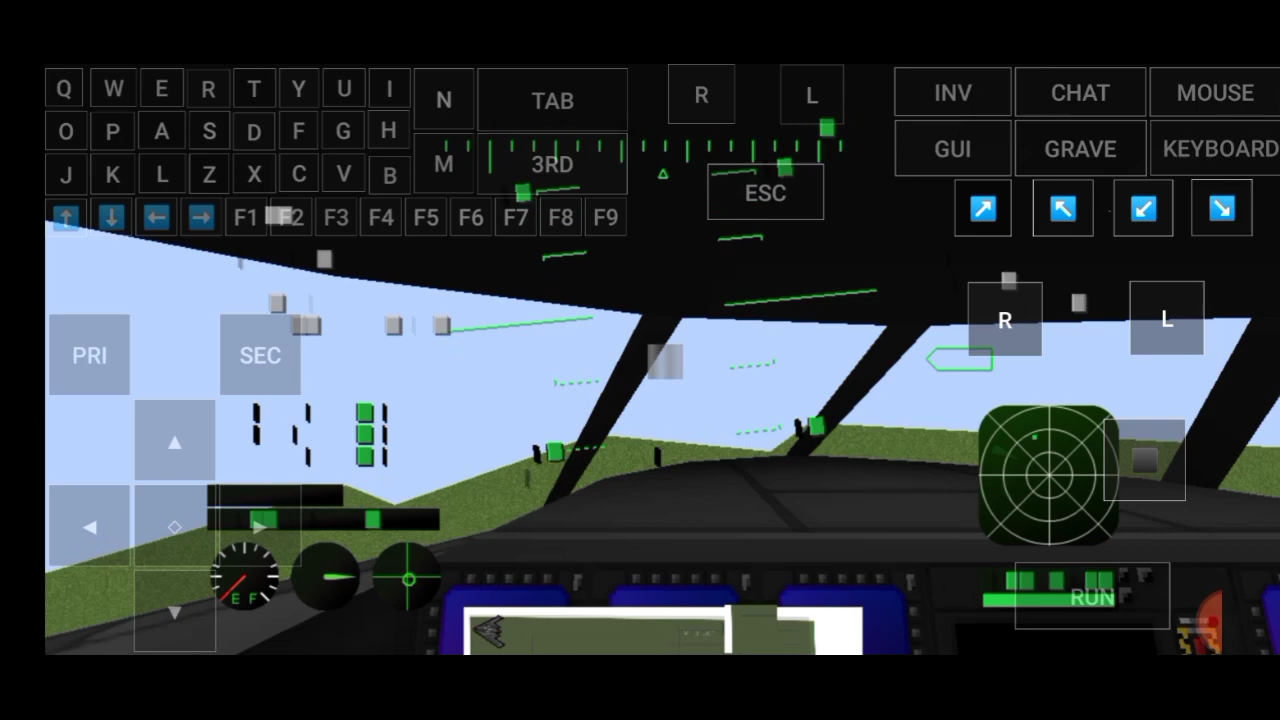 Q W E R T Y U I N TAB R L INV CHAT MOUSE
O P A S D F G H M 3RD GUI GRAVE KEYBOARD
J K L Z X C V B ESC
F1 F2 F3 F4 F5 F6 F7 F8 F9
R L
PRI SEC
E F
RUN